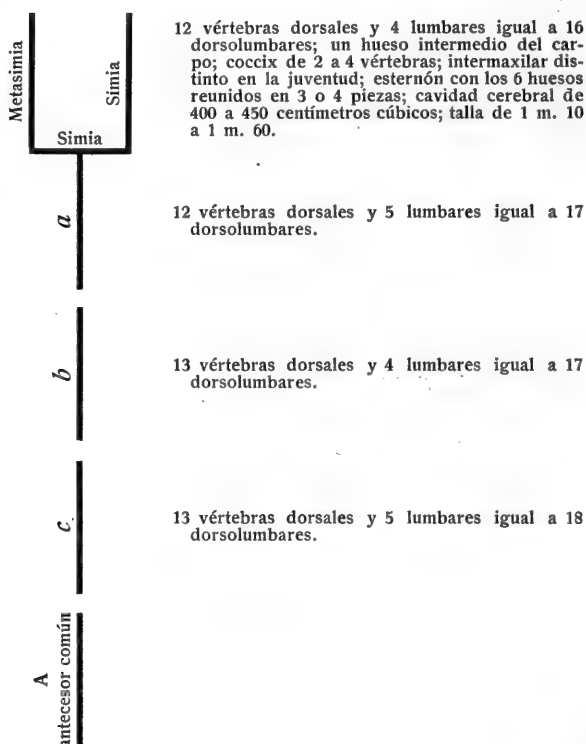 Metasimia
Simia
Simia
12 vértebras dorsales y 4 lumbares igual a 16
dorsolumbares; un hueso intermedio del car-
po; coccix de 2 a 4 vértebras; intermaxilar dis-
tinto en la juventud; esternón con los 6 huesos
reunidos en 3 o 4 piezas; cavidad cerebral de
400 a 450 centímetros cúbicos; talla de 1 m. 10
a 1 m. 60.
a
12 vértebras dorsales y 5 lumbares igual a 17
dorsolumbares.
b
13 vértebras dorsales y 4 lumbares igual a 17
dorsolumbares.
c
13 vértebras dorsales y 5 lumbares igual a 18
dorsolumbares.
A
antecesor común